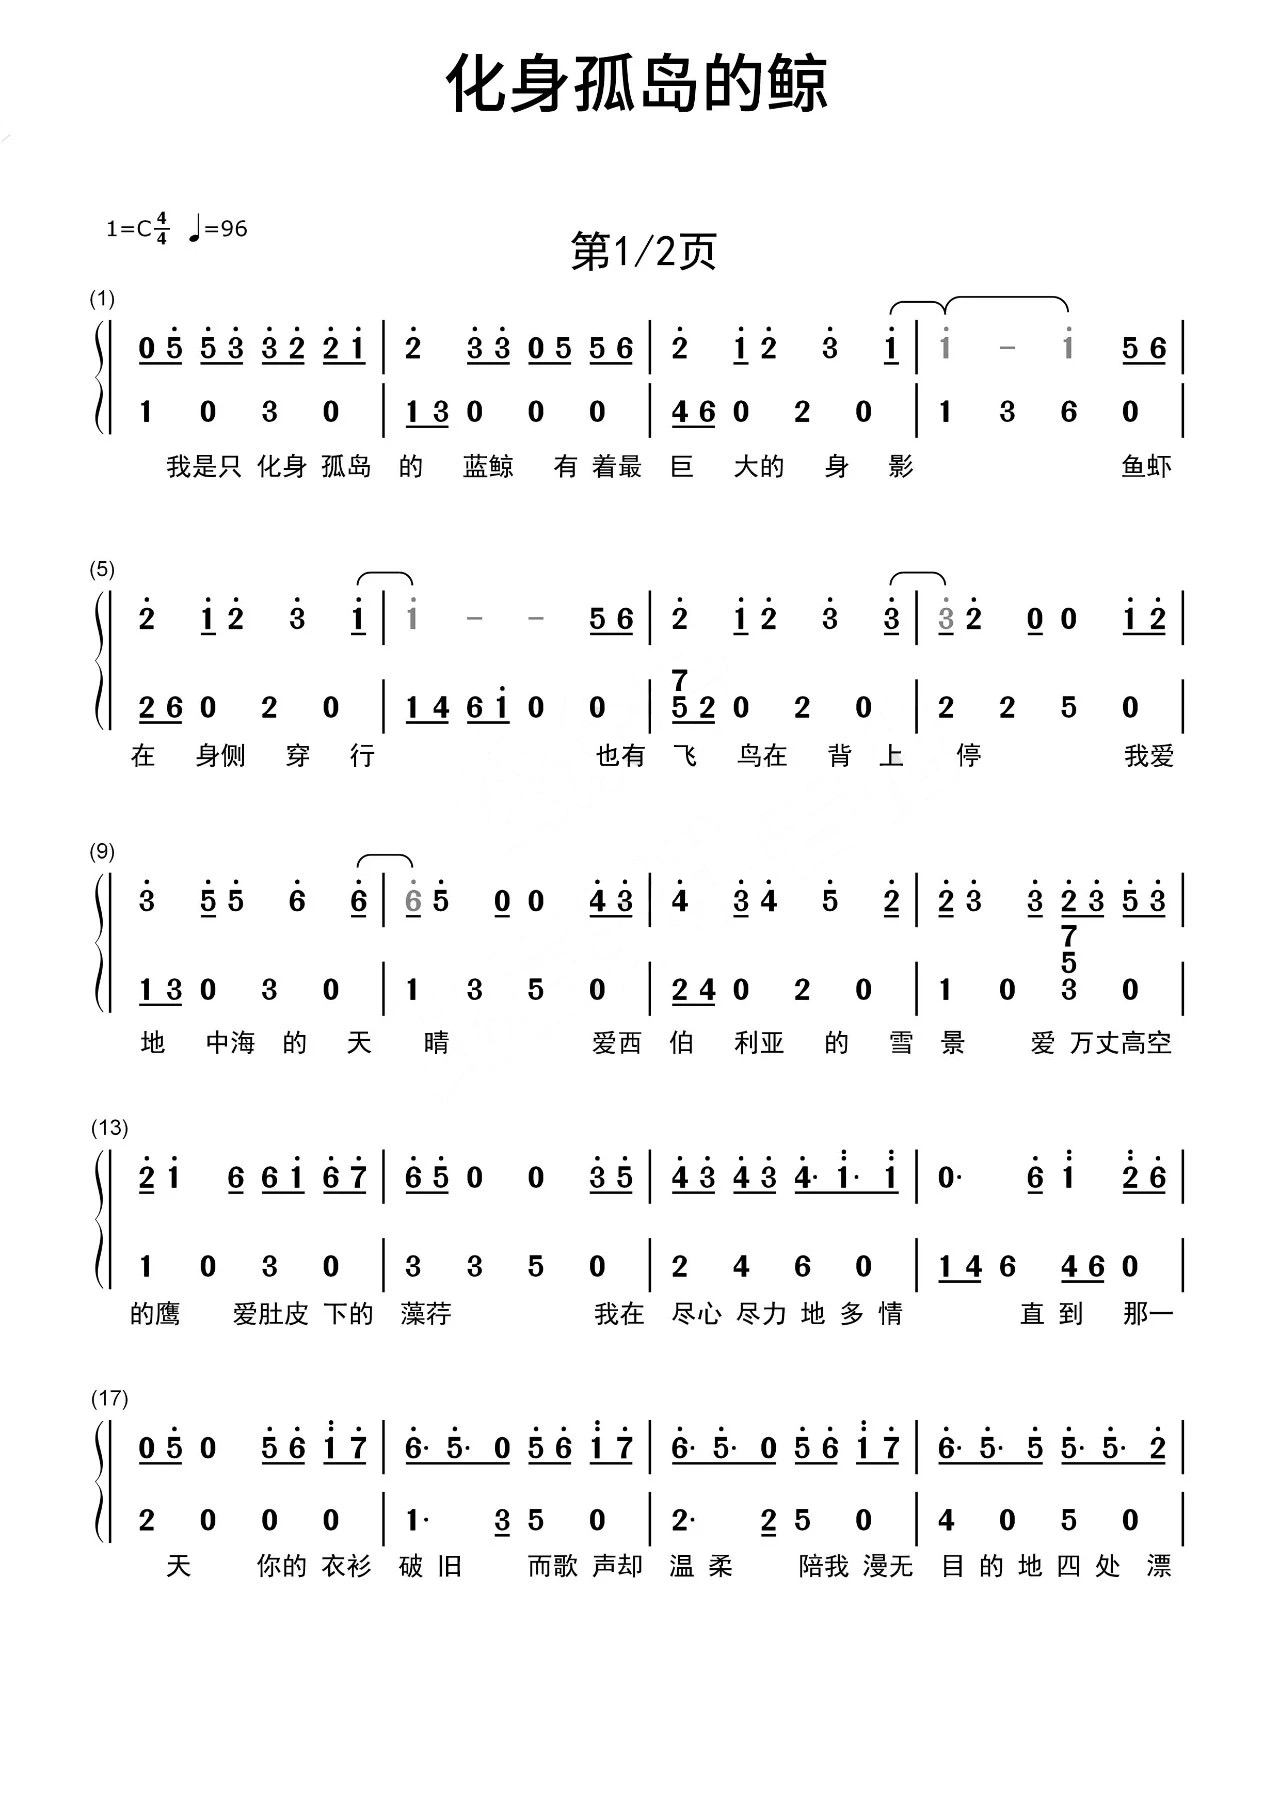 化身孤岛的鲸
1=C 4/4 ♩=96
第1/2页
(1)
0 5̇ 5̇ 3̇ 3̇ 2̇ 2̇ 1̇ | 2̇ 3̇ 3̇ 0 5 5 6 | 2̇ 1̇ 2̇ 3̇ 1̇ | 1̇ – 1̇ 5 6 |
1 0 3 0 | 1 3 0 0 0 | 4 6 0 2 0 | 1 3 6 0 |
我是只 化身 孤岛 的 蓝鲸 有 着最 巨 大的 身 影 鱼虾
(5)
2̇ 1̇ 2̇ 3̇ 1̇ | 1̇ – – 5 6 | 2̇ 1̇ 2̇ 3̇ 3̇ | 3̇ 2̇ 0 0 1̇ 2̇ |
7
2 6 0 2 0 | 1 4 6 1̇ 0 0 | 5 2 0 2 0 | 2 2 5 0 |
在 身侧 穿 行 也有 飞 鸟在 背 上 停 我爱
(9)
3̇ 5̇ 5̇ 6̇ 6̇ | 6̇ 5̇ 0 0 4̇ 3̇ | 4̇ 3̇ 4̇ 5̇ 2̇ | 2̇ 3̇ 3̇ 2̇ 3̇ 5̇ 3̇ |
7
5
1 3 0 3 0 | 1 3 5 0 | 2 4 0 2 0 | 1 0 3 0 |
地 中海 的 天 晴 爱西 伯 利亚 的 雪 景 爱 万丈高空
(13)
2̇ 1̇ 6 6 1̇ 6̇ 7̇ | 6̇ 5̇ 0 0 3̇ 5̇ | 4̇ 3̇ 4̇ 3̇ 4̇· 1̈· 1̈ | 0· 6̇ 1̈ 2̈ 6̇ |
1 0 3 0 | 3 3 5 0 | 2 4 6 0 | 1 4 6 4 6 0 |
的鹰 爱肚皮 下的 藻荇 我在 尽心 尽力 地 多 情 直 到 那一
(17)
0 5̇ 0 5̇ 6̇ 1̈ 7̇ | 6̇· 5̇· 0 5̇ 6̇ 1̈ 7̇ | 6̇· 5̇· 0 5̇ 6̇ 1̈ 7̇ | 6̇· 5̇· 5̇ 5̇· 5̇· 2̇ |
2 0 0 0 | 1· 3 5 0 | 2· 2 5 0 | 4 0 5 0 |
天 你的 衣衫 破 旧 而歌 声却 温 柔 陪我 漫无 目 的 地 四 处 漂